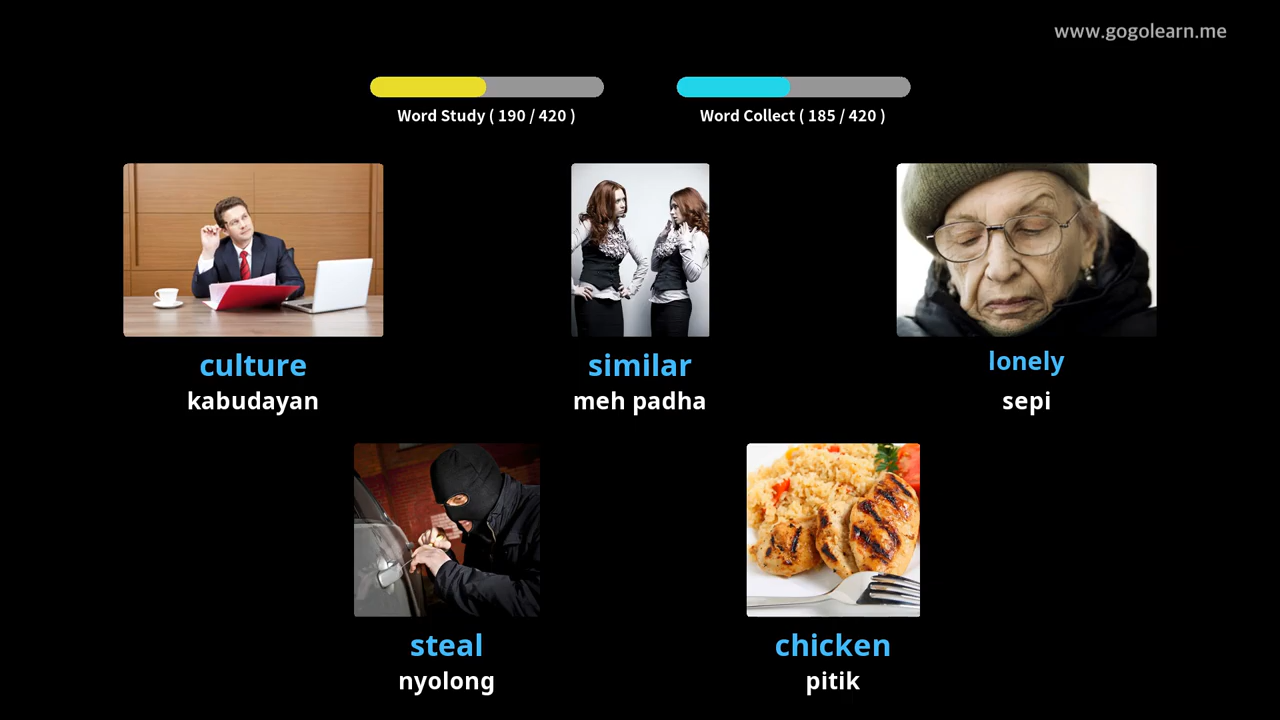 www.gogolearn.me
Word Study ( 190 / 420 )
Word Collect ( 185 / 420 )
culture
kabudayan
similar
meh padha
lonely
sepi
steal
nyolong
chicken
pitik